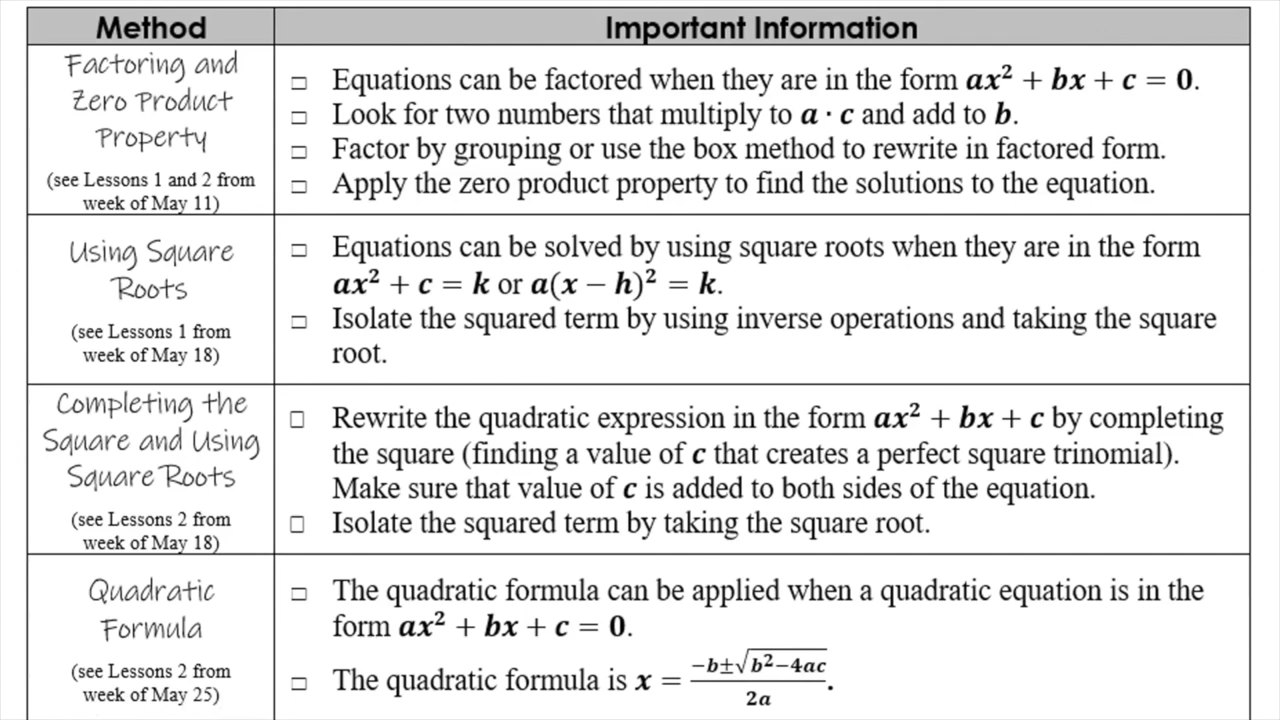 Method
Important Information
Factoring and
Zero Product
Property
(see Lessons 1 and 2 from
week of May 11)
□ Equations can be factored when they are in the form ax² + bx + c = 0.
□ Look for two numbers that multiply to a · c and add to b.
□ Factor by grouping or use the box method to rewrite in factored form.
□ Apply the zero product property to find the solutions to the equation.
Using Square
Roots
(see Lessons 1 from
week of May 18)
□ Equations can be solved by using square roots when they are in the form
ax² + c = k or a(x − h)² = k.
□ Isolate the squared term by using inverse operations and taking the square
root.
Completing the
Square and Using
Square Roots
(see Lessons 2 from
week of May 18)
□ Rewrite the quadratic expression in the form ax² + bx + c by completing
the square (finding a value of c that creates a perfect square trinomial).
Make sure that value of c is added to both sides of the equation.
□ Isolate the squared term by taking the square root.
Quadratic
Formula
(see Lessons 2 from
week of May 25)
□ The quadratic formula can be applied when a quadratic equation is in the
form ax² + bx + c = 0.
□ The quadratic formula is x = (−b±√(b²−4ac))/(2a).